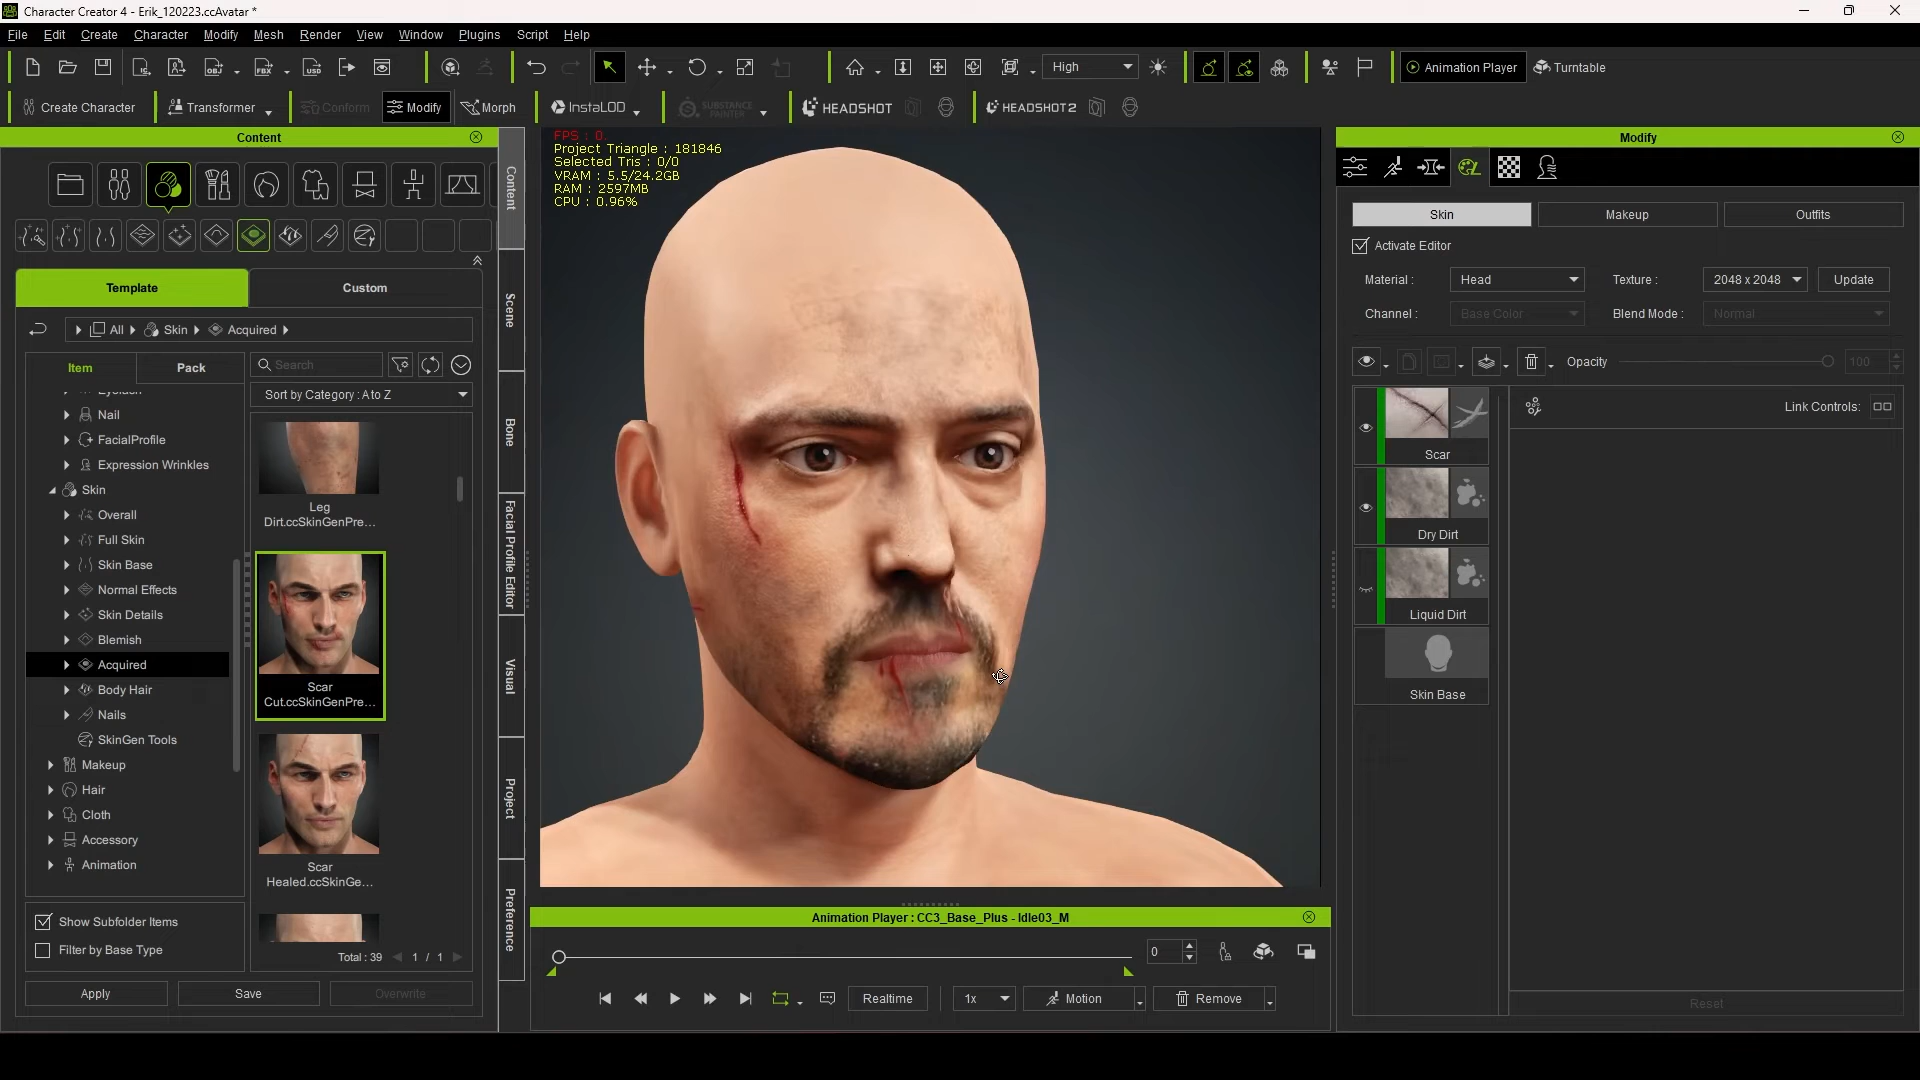 Character Creator 4 - Erik_120223.ccAvatar *
File Edit Create Character Modify Mesh Render View Window Plugins Script Help
High
Animation Player
Turntable
Create Character
Transformer
Conform
Modify
Morph
InstaLOD
SUBSTANCE PAINTER
HEADSHOT
HEADSHOT2
Content
Template
Custom
All
Skin
Acquired
Item
Pack
Search
Sort by Category : A to Z
Nail
FacialProfile
Expression Wrinkles
Skin
Overall
Full Skin
Skin Base
Normal Effects
Skin Details
Blemish
Acquired
Body Hair
Nails
SkinGen Tools
Makeup
Hair
Cloth
Accessory
Animation
Leg
Dirt.ccSkinGenPre...
Scar
Cut.ccSkinGenPre...
Scar
Healed.ccSkinGe...
Show Subfolder Items
Filter by Base Type
Total : 39
1 / 1
Apply
Save
Overwrite
Content
Scene
Bone
Facial Profile Editor
Visual
Project
Preference
FPS : 0.
Project Triangle : 181846
Selected Tris : 0/0
VRAM : 5.5/24.2GB
RAM : 2597MB
CPU : 0.96%
Animation Player : CC3_Base_Plus - Idle03_M
0
Realtime
1x
Motion
Remove
Modify
Skin
Makeup
Outfits
Activate Editor
Material :
Head
Texture :
2048 x 2048
Update
Channel :
Base Color
Blend Mode :
Normal
Opacity
100
Scar
Dry Dirt
Liquid Dirt
Skin Base
Link Controls:
Reset